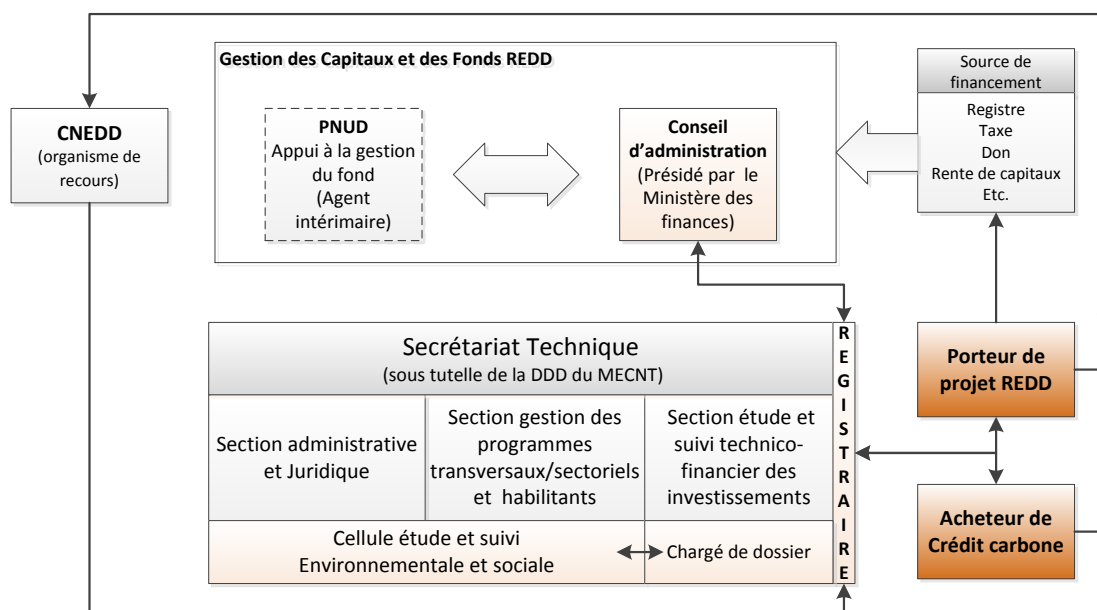 Gestion des Capitaux et des Fonds REDD
Source de
financement
Registre
Taxe
Don
Rente de capitaux
Etc.
CNEDD
(organisme de
recours)
PNUD
Appui à la gestion
du fond
(Agent
intérimaire)
Conseil
d’administration
(Présidé par le
Ministère des
finances)
Secrétariat Technique
(sous tutelle de la DDD du MECNT)
Section administrative
et Juridique
Section gestion des
programmes
transversaux/sectoriels
et habilitants
Section étude et
suivi technico-
financier des
investissements
Cellule étude et suivi
Environnementale et sociale
Chargé de dossier
R
E
G
I
S
T
R
A
I
R
E
Porteur de
projet REDD
Acheteur de
Crédit carbone